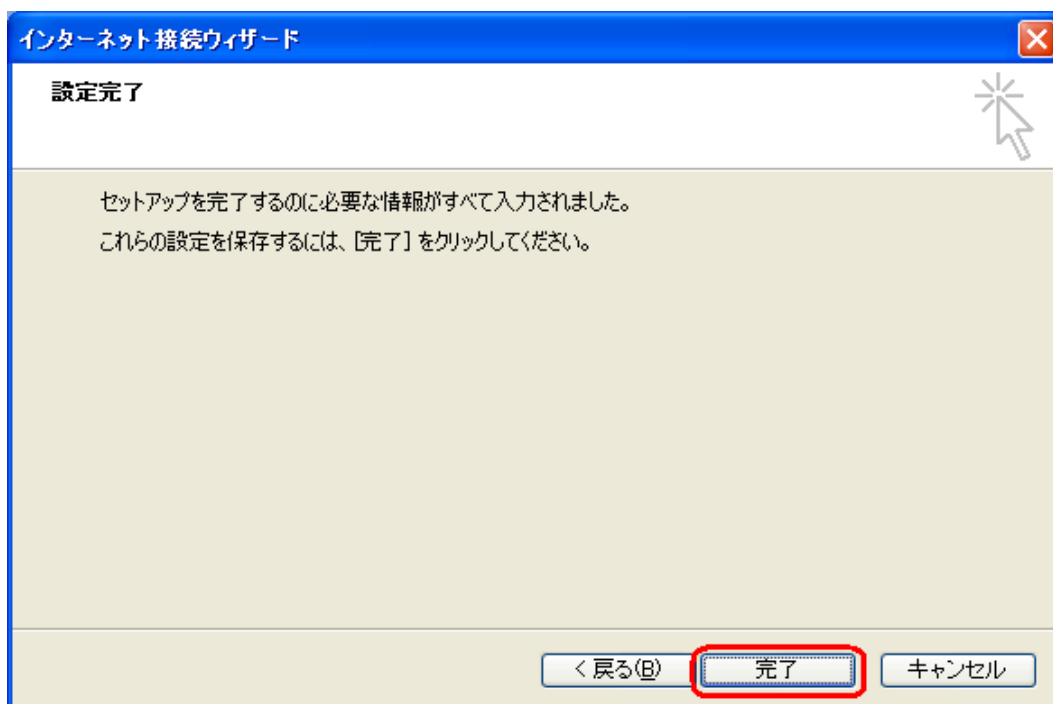 インターネット接続ウィザード
設定完了
セットアップを完了するのに必要な情報がすべて入力されました。
これらの設定を保存するには、[完了] をクリックしてください。
< 戻る(B) 完了 キャンセル